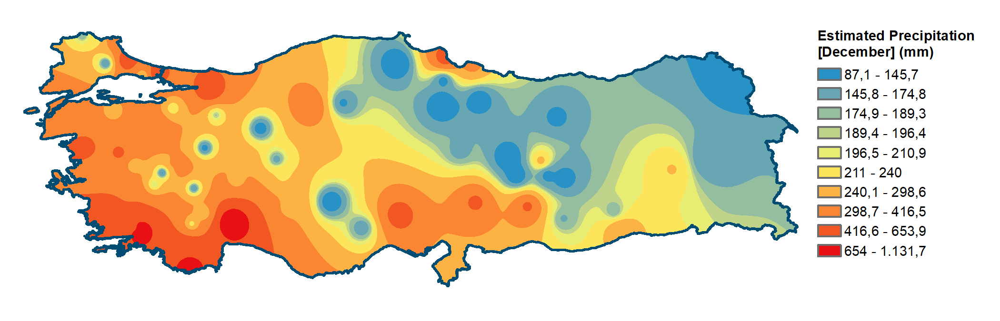 Estimated Precipitation
[December] (mm)
87,1 - 145,7
145,8 - 174,8
174,9 - 189,3
189,4 - 196,4
196,5 - 210,9
211 - 240
240,1 - 298,6
298,7 - 416,5
416,6 - 653,9
654 - 1.131,7